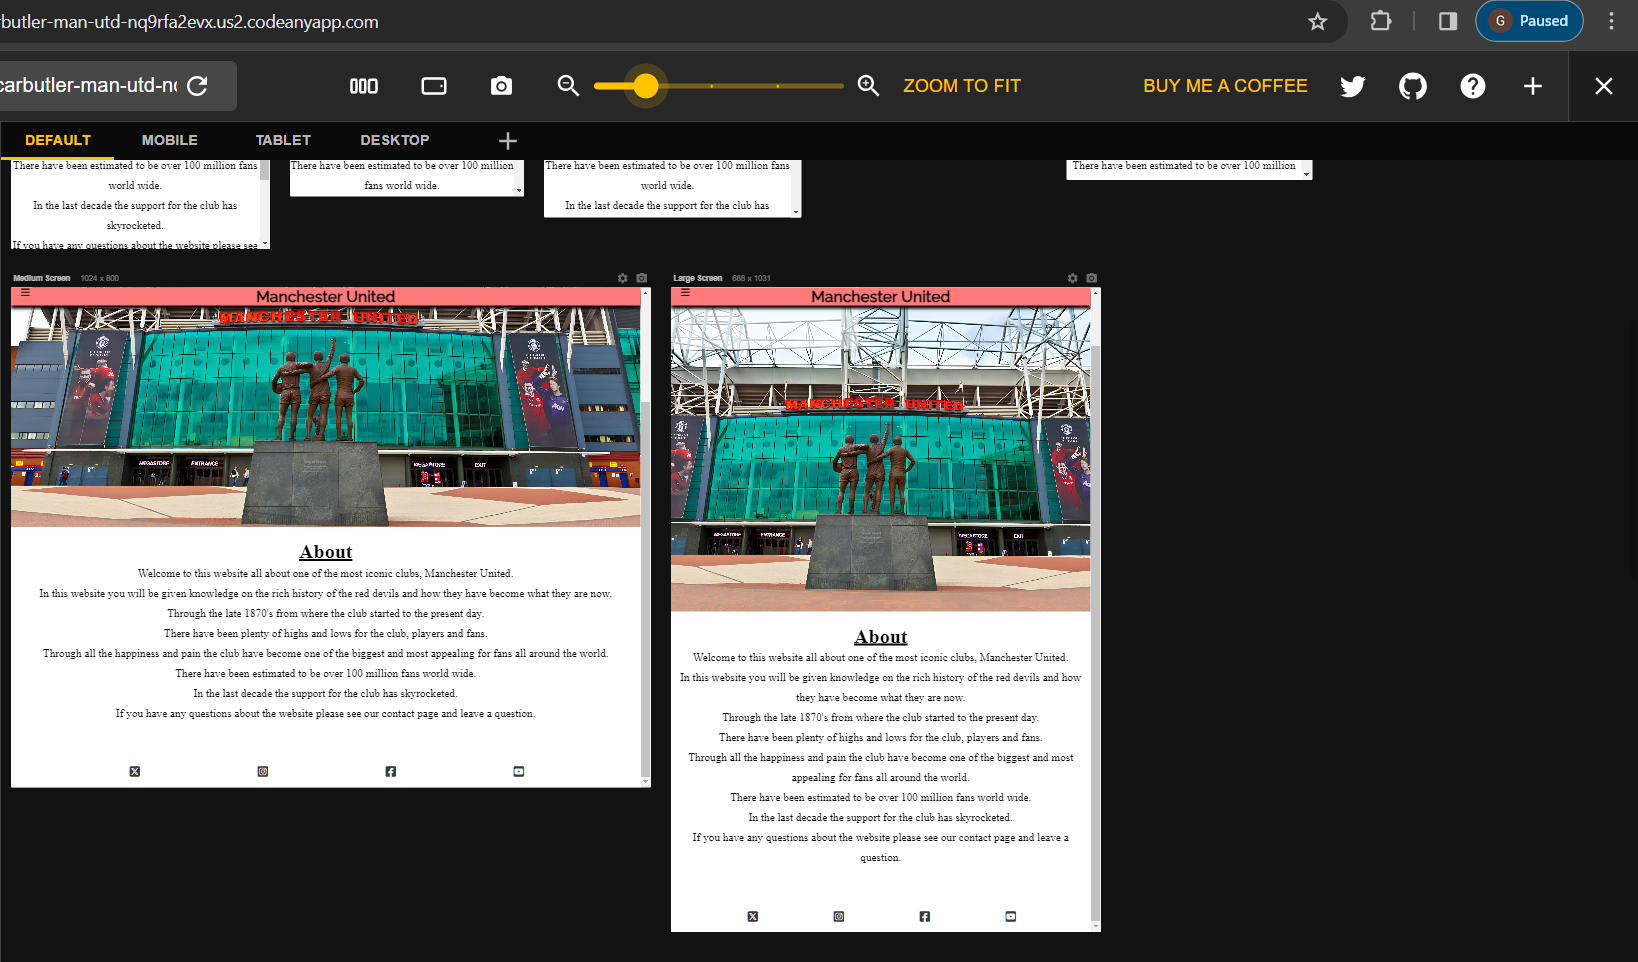 rbutler-man-utd-nq9rfa2evx.us2.codeanyapp.com
G Paused
carbutler-man-utd-n
ZOOM TO FIT
BUY ME A COFFEE
DEFAULT MOBILE TABLET DESKTOP
There have been estimated to be over 100 million fans
world wide.
In the last decade the support for the club has
skyrocketed.
If you have any questions about the website please see
There have been estimated to be over 100 million
fans world wide.
There have been estimated to be over 100 million fans
world wide.
In the last decade the support for the club has
There have been estimated to be over 100 million
Medium Screen 1024 x 800
Manchester United
MANCHESTER UNITED
MEGASTORE
ENTRANCE
MEGASTORE
EXIT
About
Welcome to this website all about one of the most iconic clubs, Manchester United.
In this website you will be given knowledge on the rich history of the red devils and how they have become what they are now.
Through the late 1870's from where the club started to the present day.
There have been plenty of highs and lows for the club, players and fans.
Through all the happiness and pain the club have become one of the biggest and most appealing for fans all around the world.
There have been estimated to be over 100 million fans world wide.
In the last decade the support for the club has skyrocketed.
If you have any questions about the website please see our contact page and leave a question.
Large Screen 686 x 1031
Manchester United
MANCHESTER UNITED
MEGASTORE
ENTRANCE
MEGASTORE
EXIT
About
Welcome to this website all about one of the most iconic clubs, Manchester United.
In this website you will be given knowledge on the rich history of the red devils and how
they have become what they are now.
Through the late 1870's from where the club started to the present day.
There have been plenty of highs and lows for the club, players and fans.
Through all the happiness and pain the club have become one of the biggest and most
appealing for fans all around the world.
There have been estimated to be over 100 million fans world wide.
In the last decade the support for the club has skyrocketed.
If you have any questions about the website please see our contact page and leave a
question.